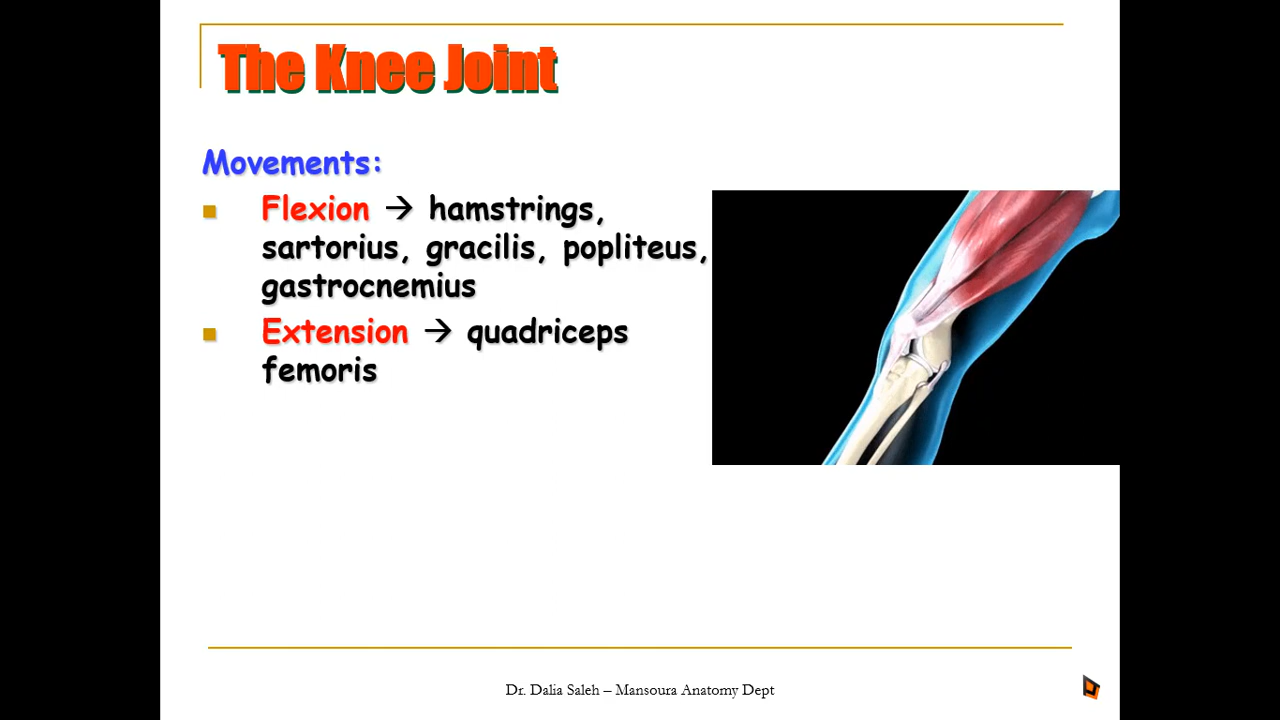 The Knee Joint
Movements:
Flexion → hamstrings,
sartorius, gracilis, popliteus,
gastrocnemius
Extension → quadriceps
femoris
Dr. Dalia Saleh – Mansoura Anatomy Dept